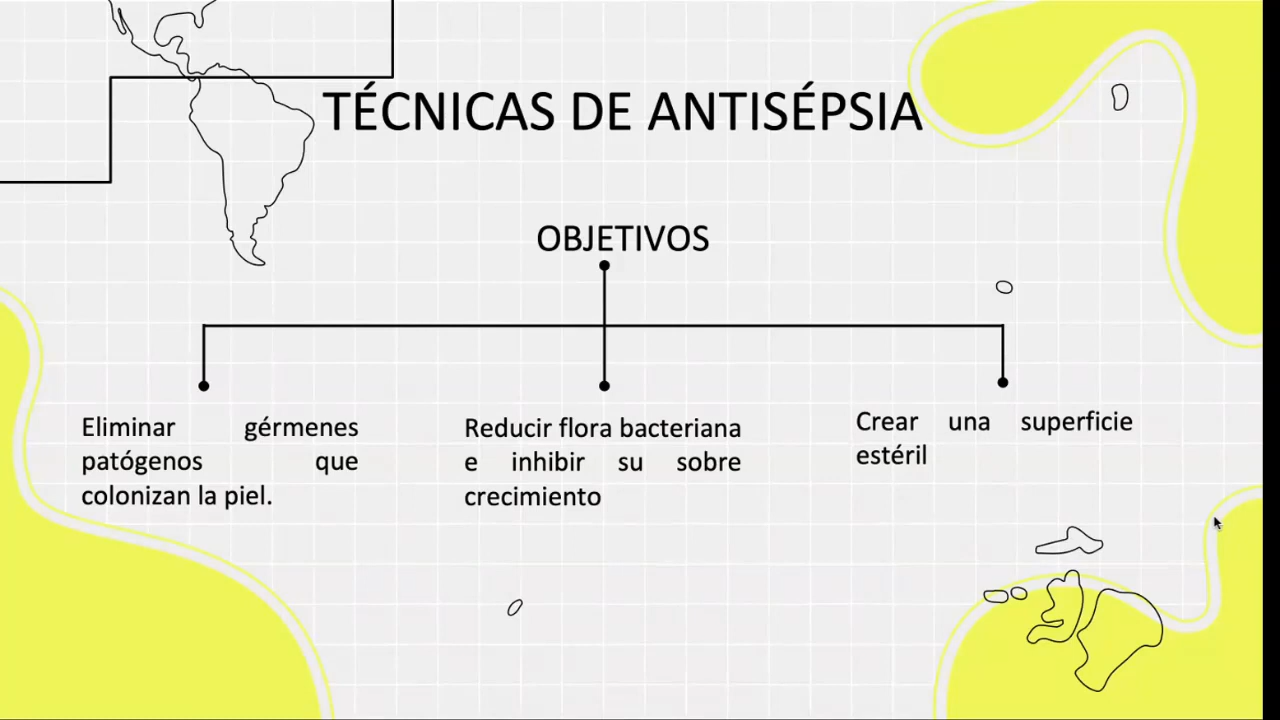 TÉCNICAS DE ANTISÉPSIA
OBJETIVOS
Eliminar gérmenes
patógenos que
colonizan la piel.
Reducir flora bacteriana
e inhibir su sobre
crecimiento
Crear una superficie
estéril